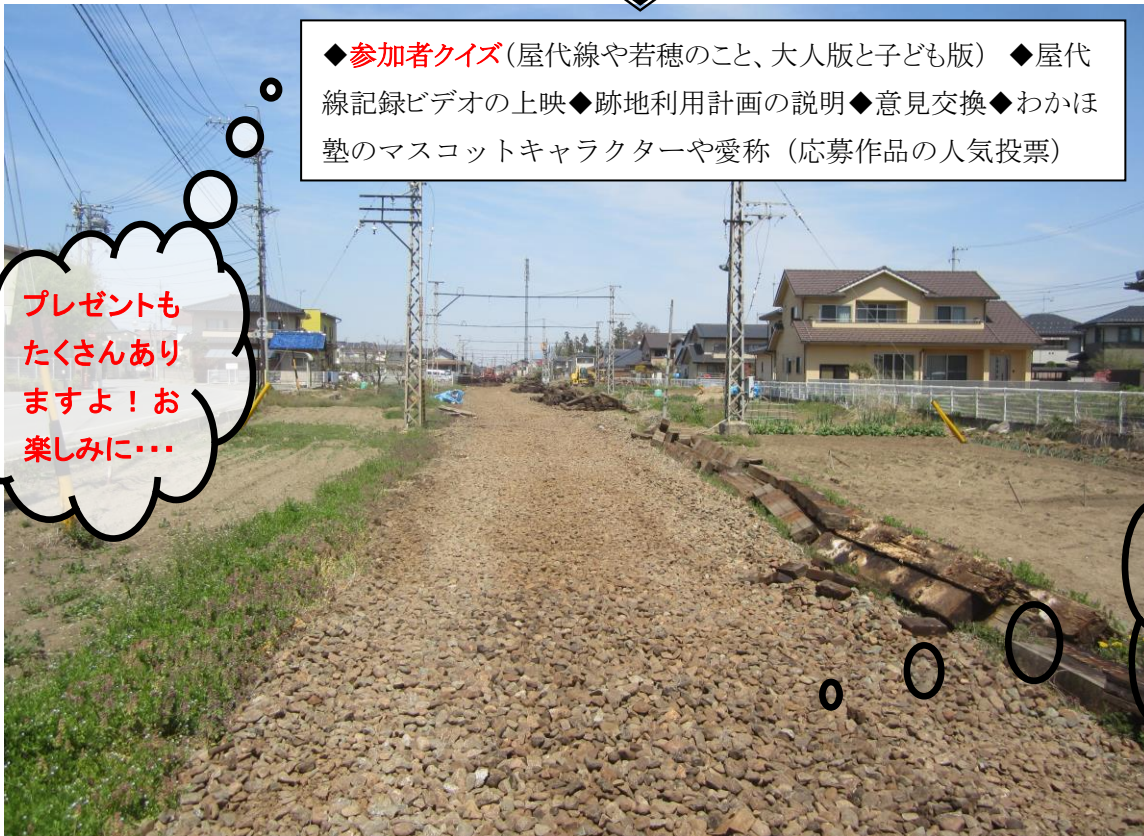 ◆参加者クイズ(屋代線や若穂のこと、大人版と子ども版) ◆屋代
線記録ビデオの上映◆跡地利用計画の説明◆意見交換◆わかほ
塾のマスコットキャラクターや愛称（応募作品の人気投票）
プレゼントも
たくさんあり
ますよ！お
楽しみに・・・